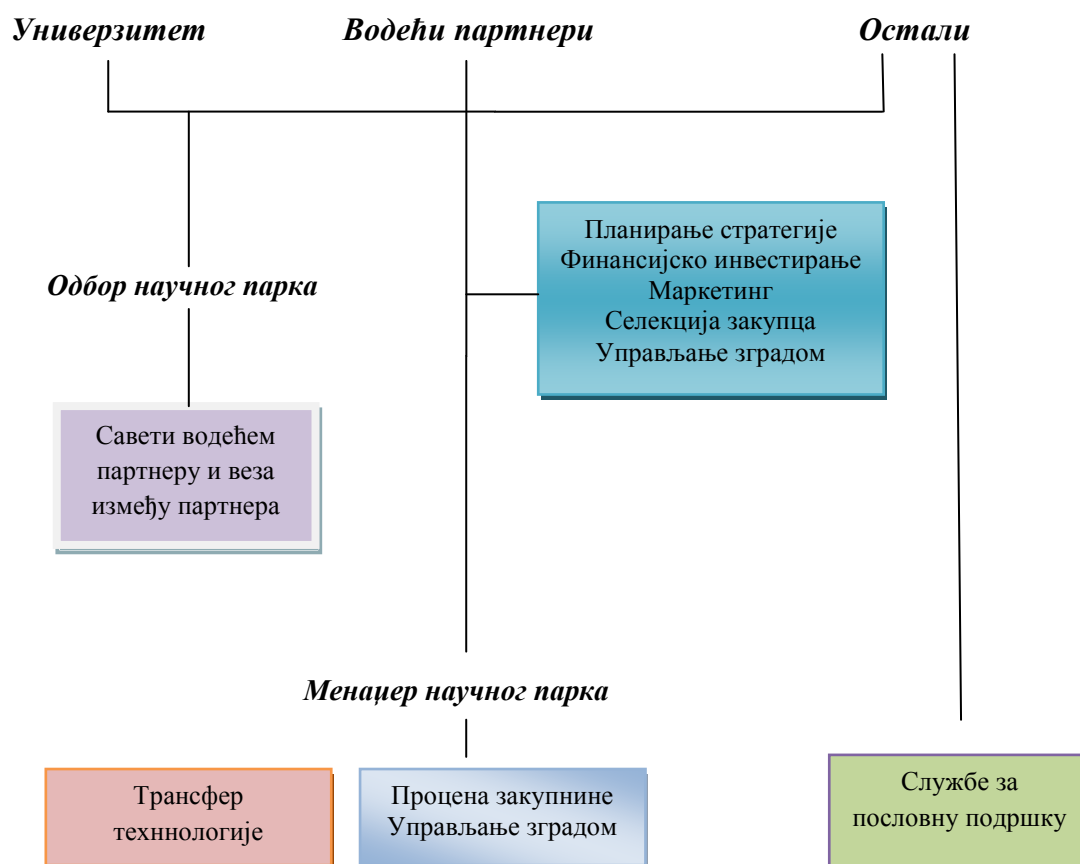 Универзитет
Водећи партнери
Остали
Планирање стратегије
Финансијско инвестирање
Маркетинг
Селекција закупца
Управљање зградом
Одбор научног парка
Савети водећем
партнеру и веза
између партнера
Менаџер научног парка
Трансфер
техннологије
Процена закупнине
Управљање зградом
Службе за
пословну подршку